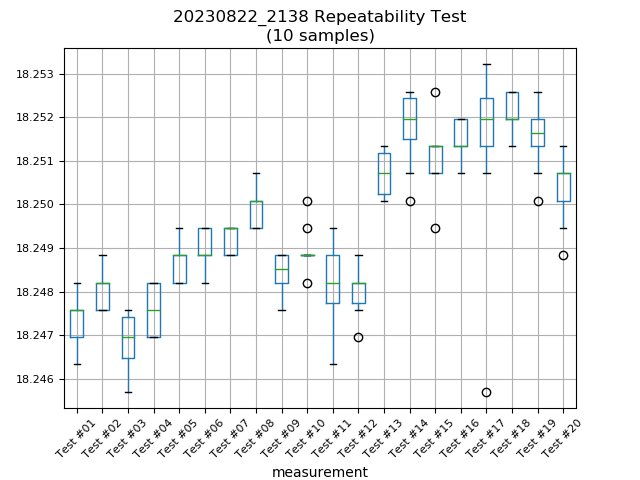 20230822_2138 Repeatability Test
(10 samples)
18.253
18.252
18.251
18.250
18.249
18.248
18.247
18.246
Test #01
Test #02
Test #03
Test #04
Test #05
Test #06
Test #07
Test #08
Test #09
Test #10
Test #11
Test #12
Test #13
Test #14
Test #15
Test #16
Test #17
Test #18
Test #19
Test #20
measurement